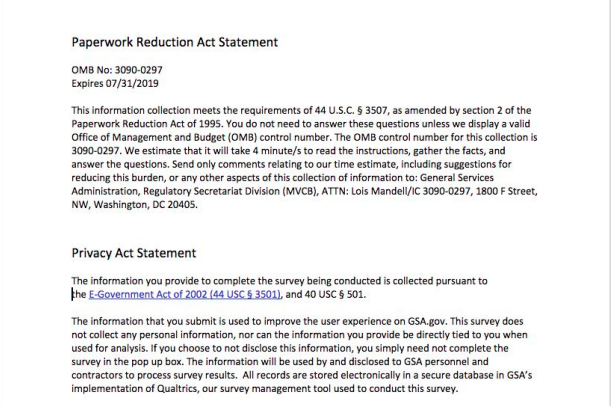 Paperwork Reduction Act Statement
OMB No: 3090-0297
Expires 07/31/2019
This information collection meets the requirements of 44 U.S.C. § 3507, as amended by section 2 of the
Paperwork Reduction Act of 1995. You do not need to answer these questions unless we display a valid
Office of Management and Budget (OMB) control number. The OMB control number for this collection is
3090-0297. We estimate that it will take 4 minute/s to read the instructions, gather the facts, and
answer the questions. Send only comments relating to our time estimate, including suggestions for
reducing this burden, or any other aspects of this collection of information to: General Services
Administration, Regulatory Secretariat Division (MVCB), ATTN: Lois Mandell/IC 3090-0297, 1800 F Street,
NW, Washington, DC 20405.
Privacy Act Statement
The information you provide to complete the survey being conducted is collected pursuant to
the E-Government Act of 2002 (44 USC § 3501), and 40 USC § 501.
The information that you submit is used to improve the user experience on GSA.gov. This survey does
not collect any personal information, nor can the information you provide be directly tied to you when
used for analysis. If you choose to not disclose this information, you simply need not complete the
survey in the pop up box. The information will be used by and disclosed to GSA personnel and
contractors to process survey results. All records are stored electronically in a secure database in GSA's
implementation of Qualtrics, our survey management tool used to conduct this survey.